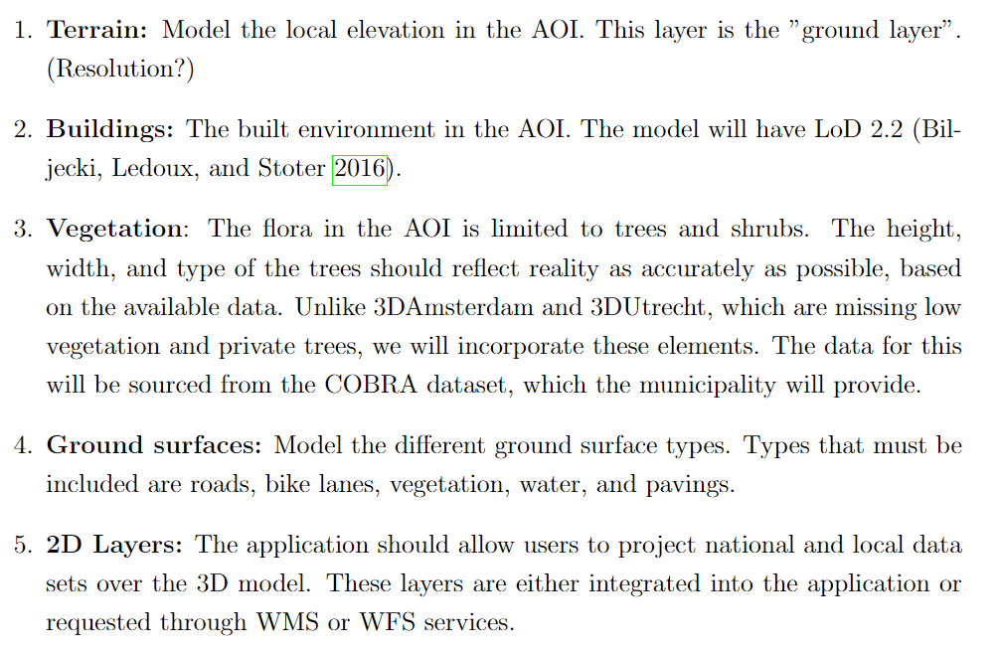 1. Terrain: Model the local elevation in the AOI. This layer is the ”ground layer”.
(Resolution?)
2. Buildings: The built environment in the AOI. The model will have LoD 2.2 (Bil-
jecki, Ledoux, and Stoter 2016).
3. Vegetation: The flora in the AOI is limited to trees and shrubs. The height,
width, and type of the trees should reflect reality as accurately as possible, based
on the available data. Unlike 3DAmsterdam and 3DUtrecht, which are missing low
vegetation and private trees, we will incorporate these elements. The data for this
will be sourced from the COBRA dataset, which the municipality will provide.
4. Ground surfaces: Model the different ground surface types. Types that must be
included are roads, bike lanes, vegetation, water, and pavings.
5. 2D Layers: The application should allow users to project national and local data
sets over the 3D model. These layers are either integrated into the application or
requested through WMS or WFS services.